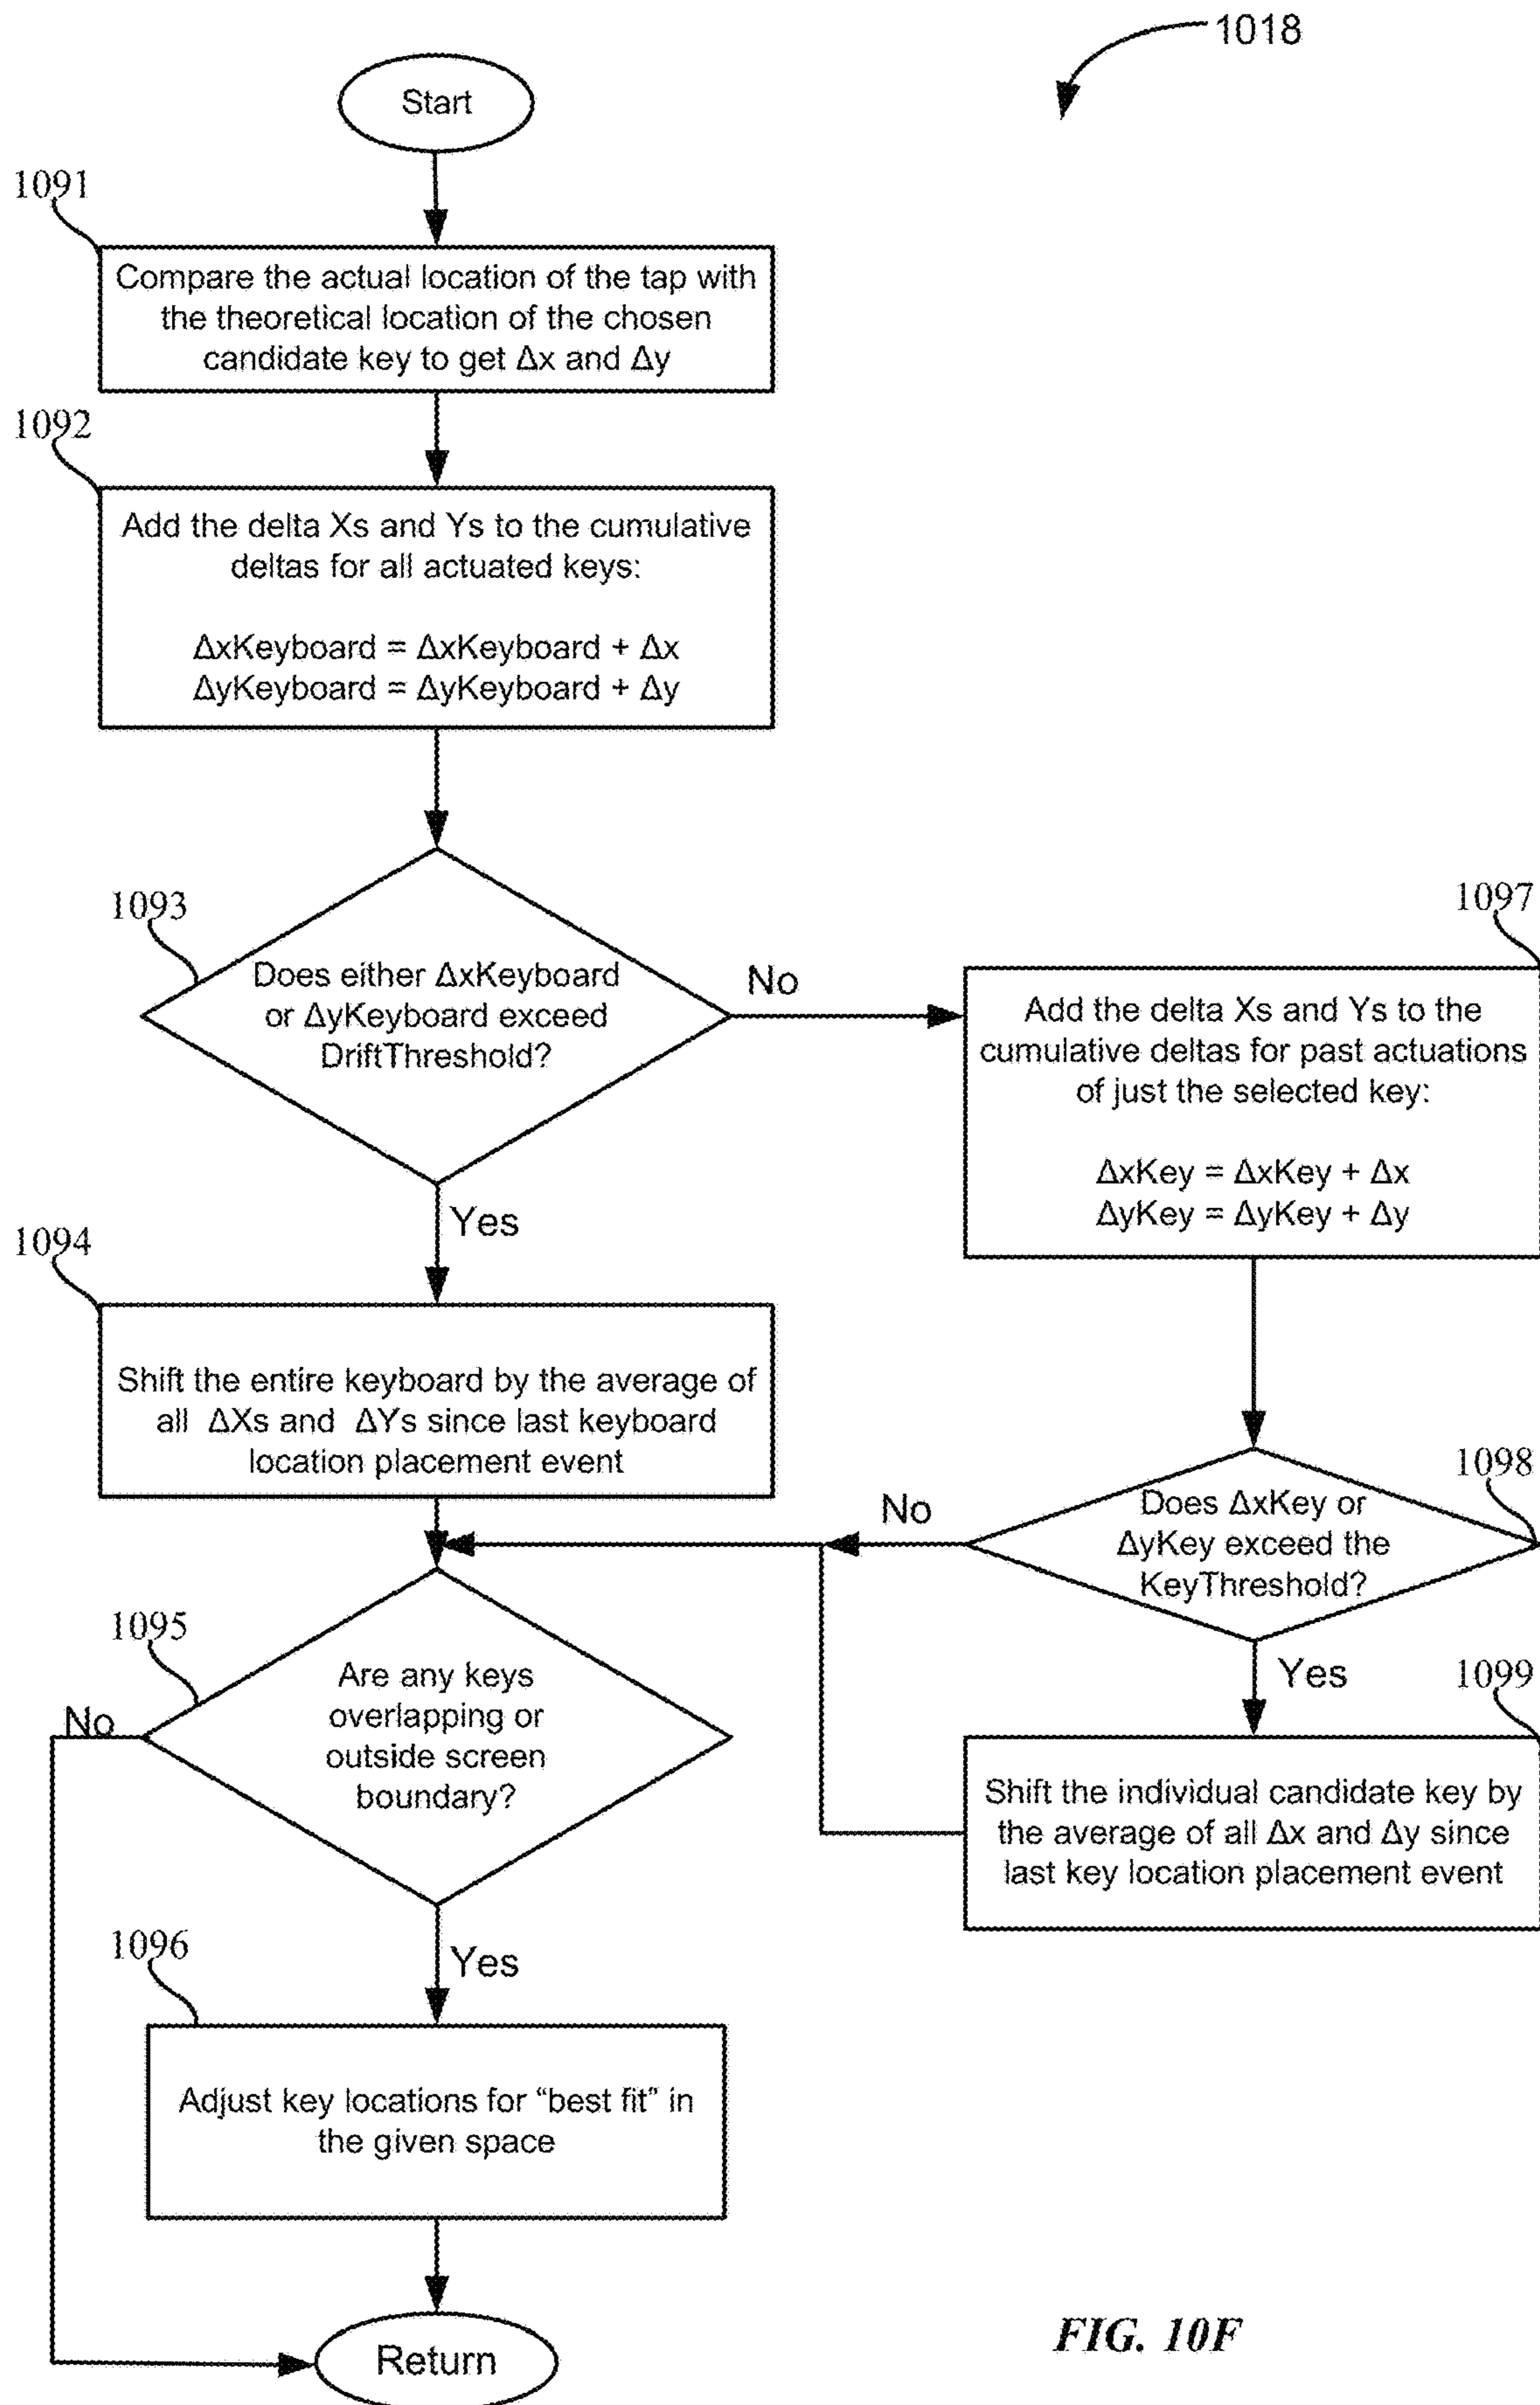 1018
Start
1091
Compare the actual location of the tap with
the theoretical location of the chosen
candidate key to get Δx and Δy
1092
Add the delta Xs and Ys to the cumulative
deltas for all actuated keys:
ΔxKeyboard = ΔxKeyboard + Δx
ΔyKeyboard = ΔyKeyboard + Δy
1093
Does either ΔxKeyboard
or ΔyKeyboard exceed
DriftThreshold?
No
1097
Add the delta Xs and Ys to the
cumulative deltas for past actuations
of just the selected key:
ΔxKey = ΔxKey + Δx
ΔyKey = ΔyKey + Δy
Yes
1094
Shift the entire keyboard by the average of
all ΔXs and ΔYs since last keyboard
location placement event
1098
Does ΔxKey or
ΔyKey exceed the
KeyThreshold?
No
Yes
1095
Are any keys
overlapping or
outside screen
boundary?
No
1099
Shift the individual candidate key by
the average of all Δx and Δy since
last key location placement event
Yes
1096
Adjust key locations for “best fit” in
the given space
Return
FIG. 10F